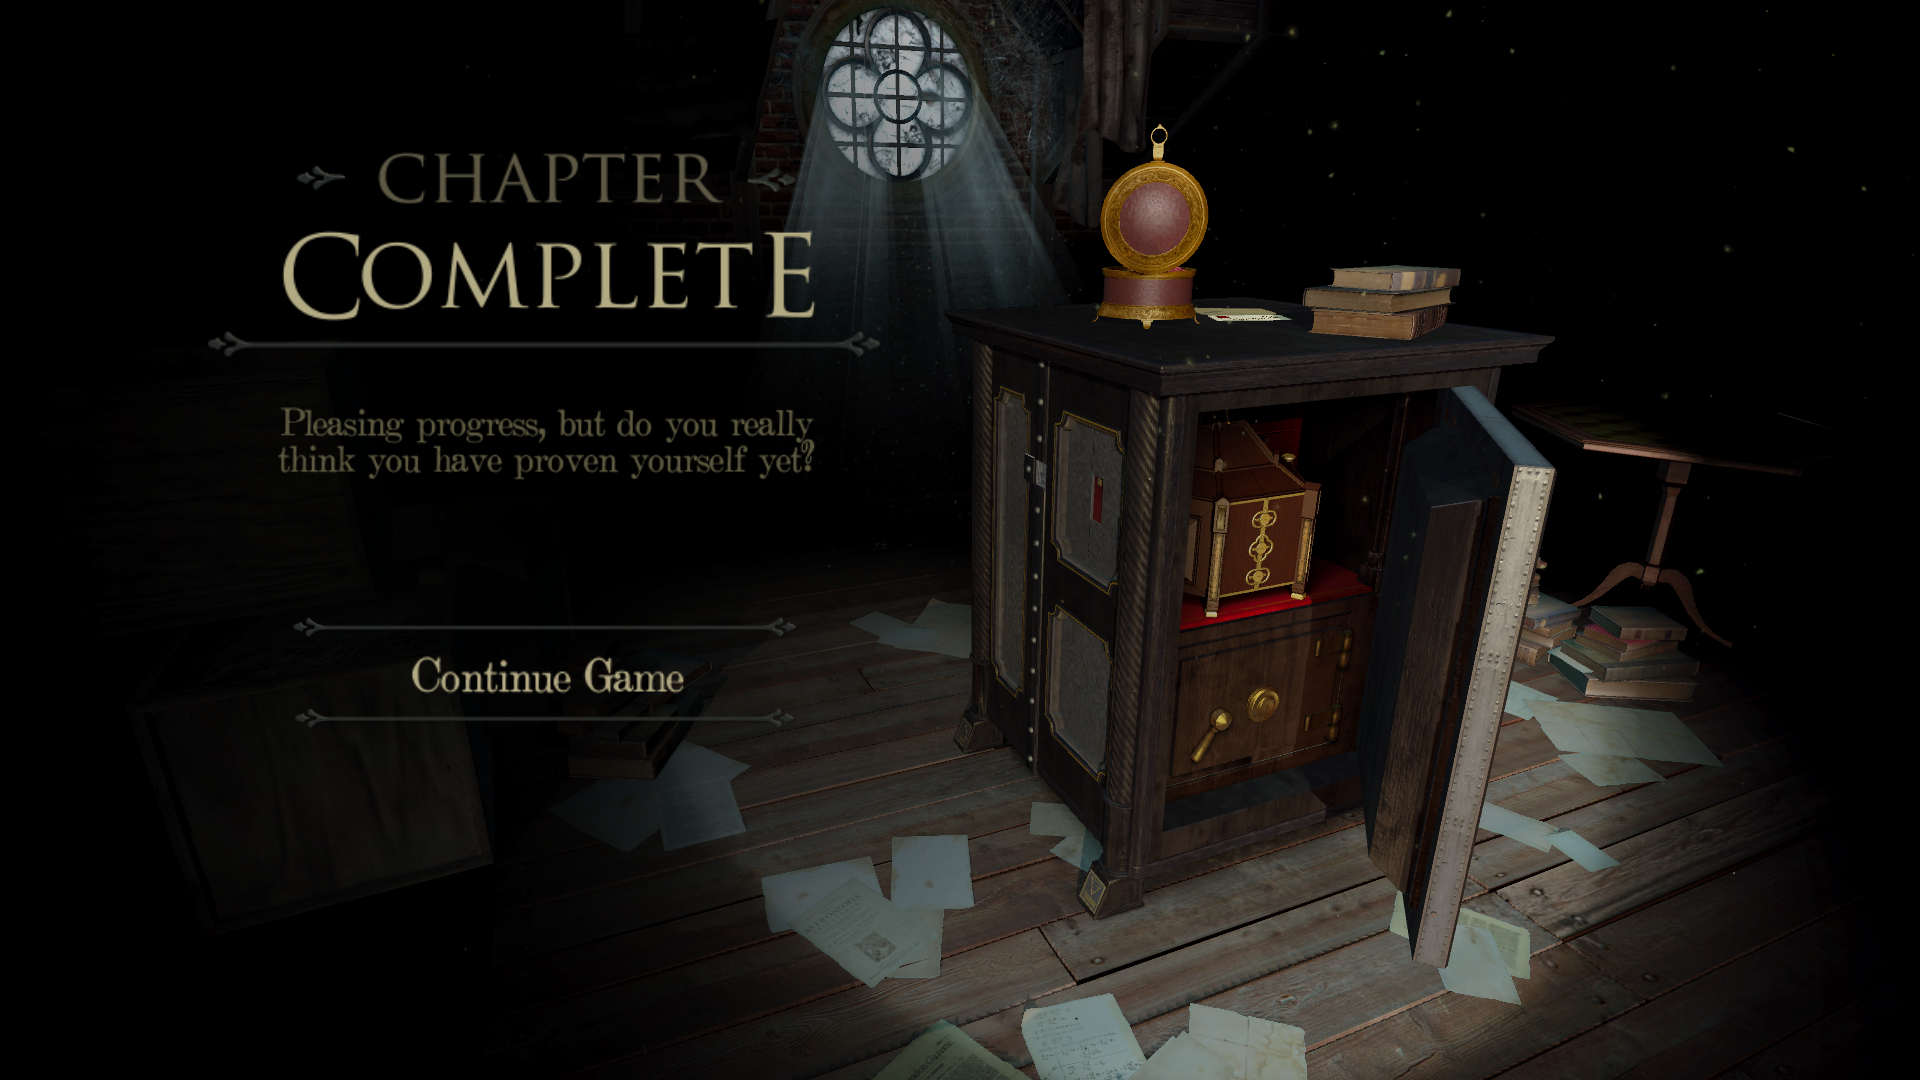 CHAPTER
COMPLETE
Pleasing progress, but do you really
think you have proven yourself yet?
Continue Game